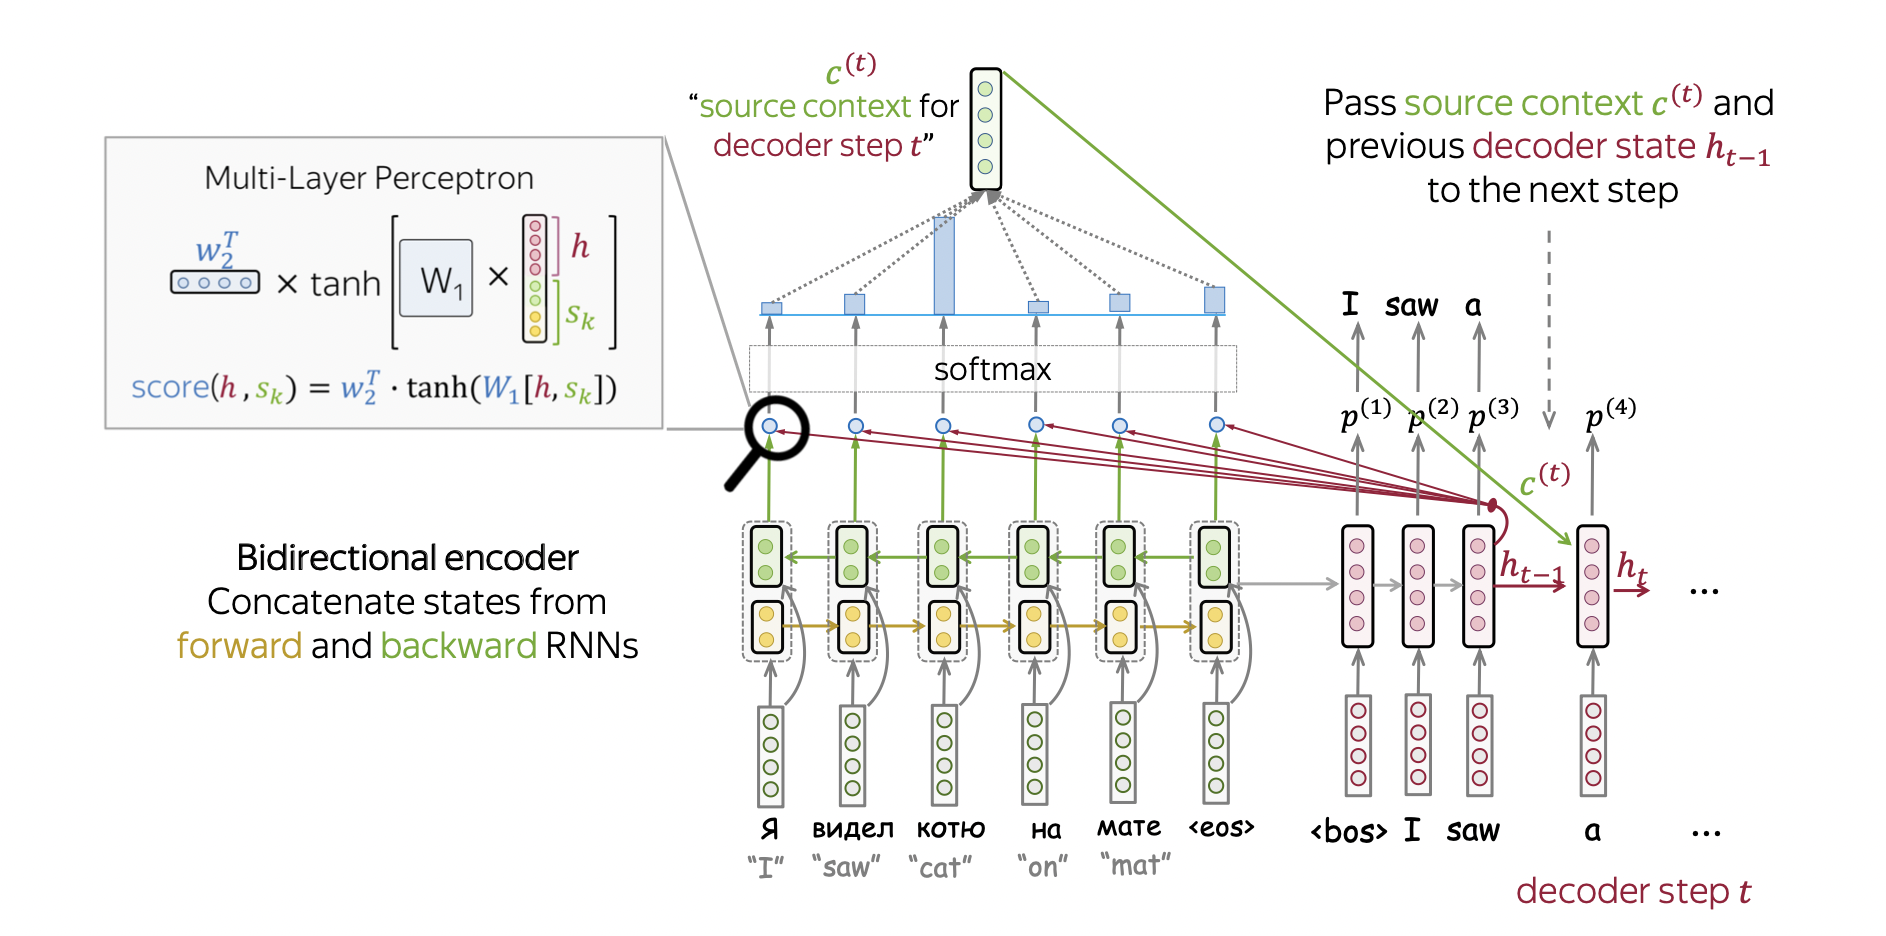 c^(t)
"source context for
decoder step t"
Pass source context c^(t) and
previous decoder state h_{t−1}
to the next step
Multi-Layer Perceptron
w_2^T × tanh [ W_1 × h s_k ]
score(h , s_k) = w_2^T · tanh(W_1[h, s_k])
I saw a
softmax
p^(1) p^(2) p^(3) p^(4)
c^(t)
Bidirectional encoder
Concatenate states from
forward and backward RNNs
h_{t−1} h_t ...
Я видел котю на мате <eos> <bos> I saw a ...
"I" "saw" "cat" "on" "mat"
decoder step t